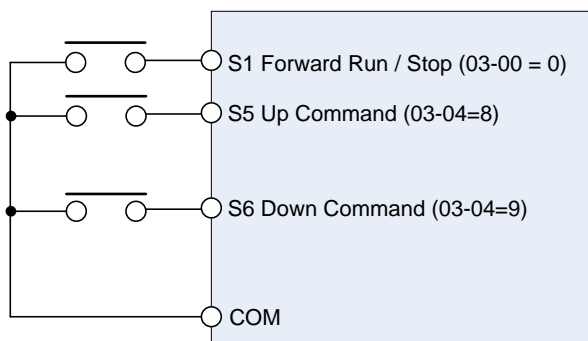 S1 Forward Run / Stop (03-00 = 0)
S5 Up Command (03-04=8)
S6 Down Command (03-04=9)
COM